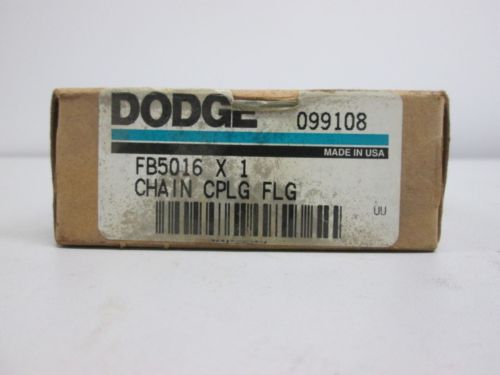 DODGE 099108
MADE IN USA
FB5016 X 1
CHAIN CPLG FLG
UU